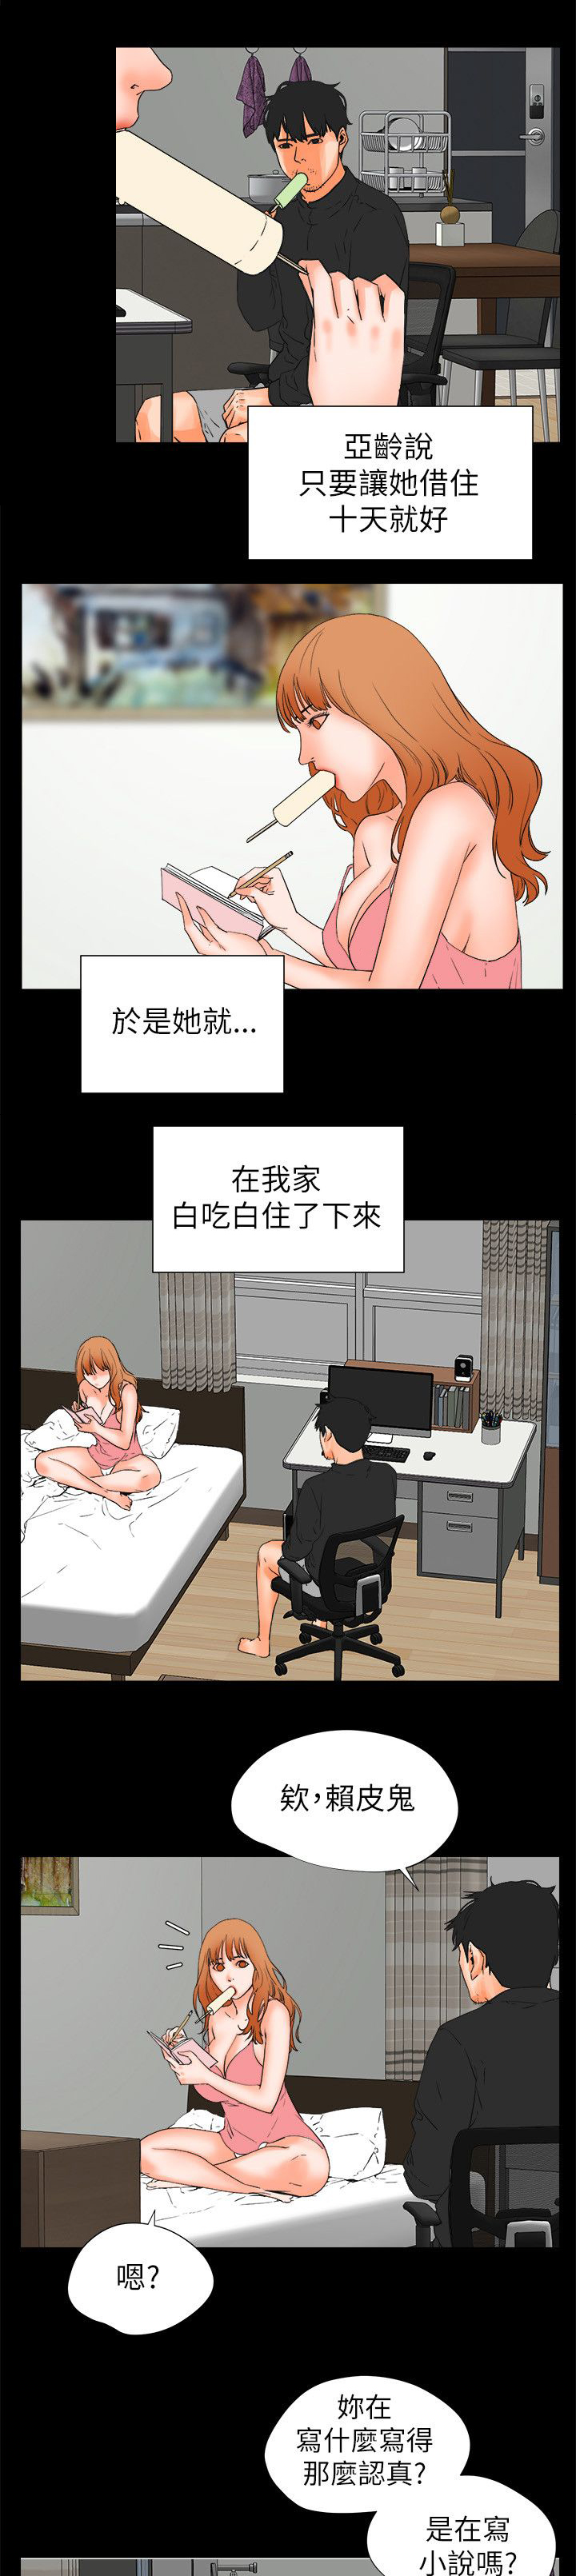 亞齡說
只要讓她借住
十天就好
於是她就…
在我家
白吃白住了下來
欸,賴皮鬼
嗯?
妳在
寫什麼寫得
那麼認真?
是在寫
小說嗎?